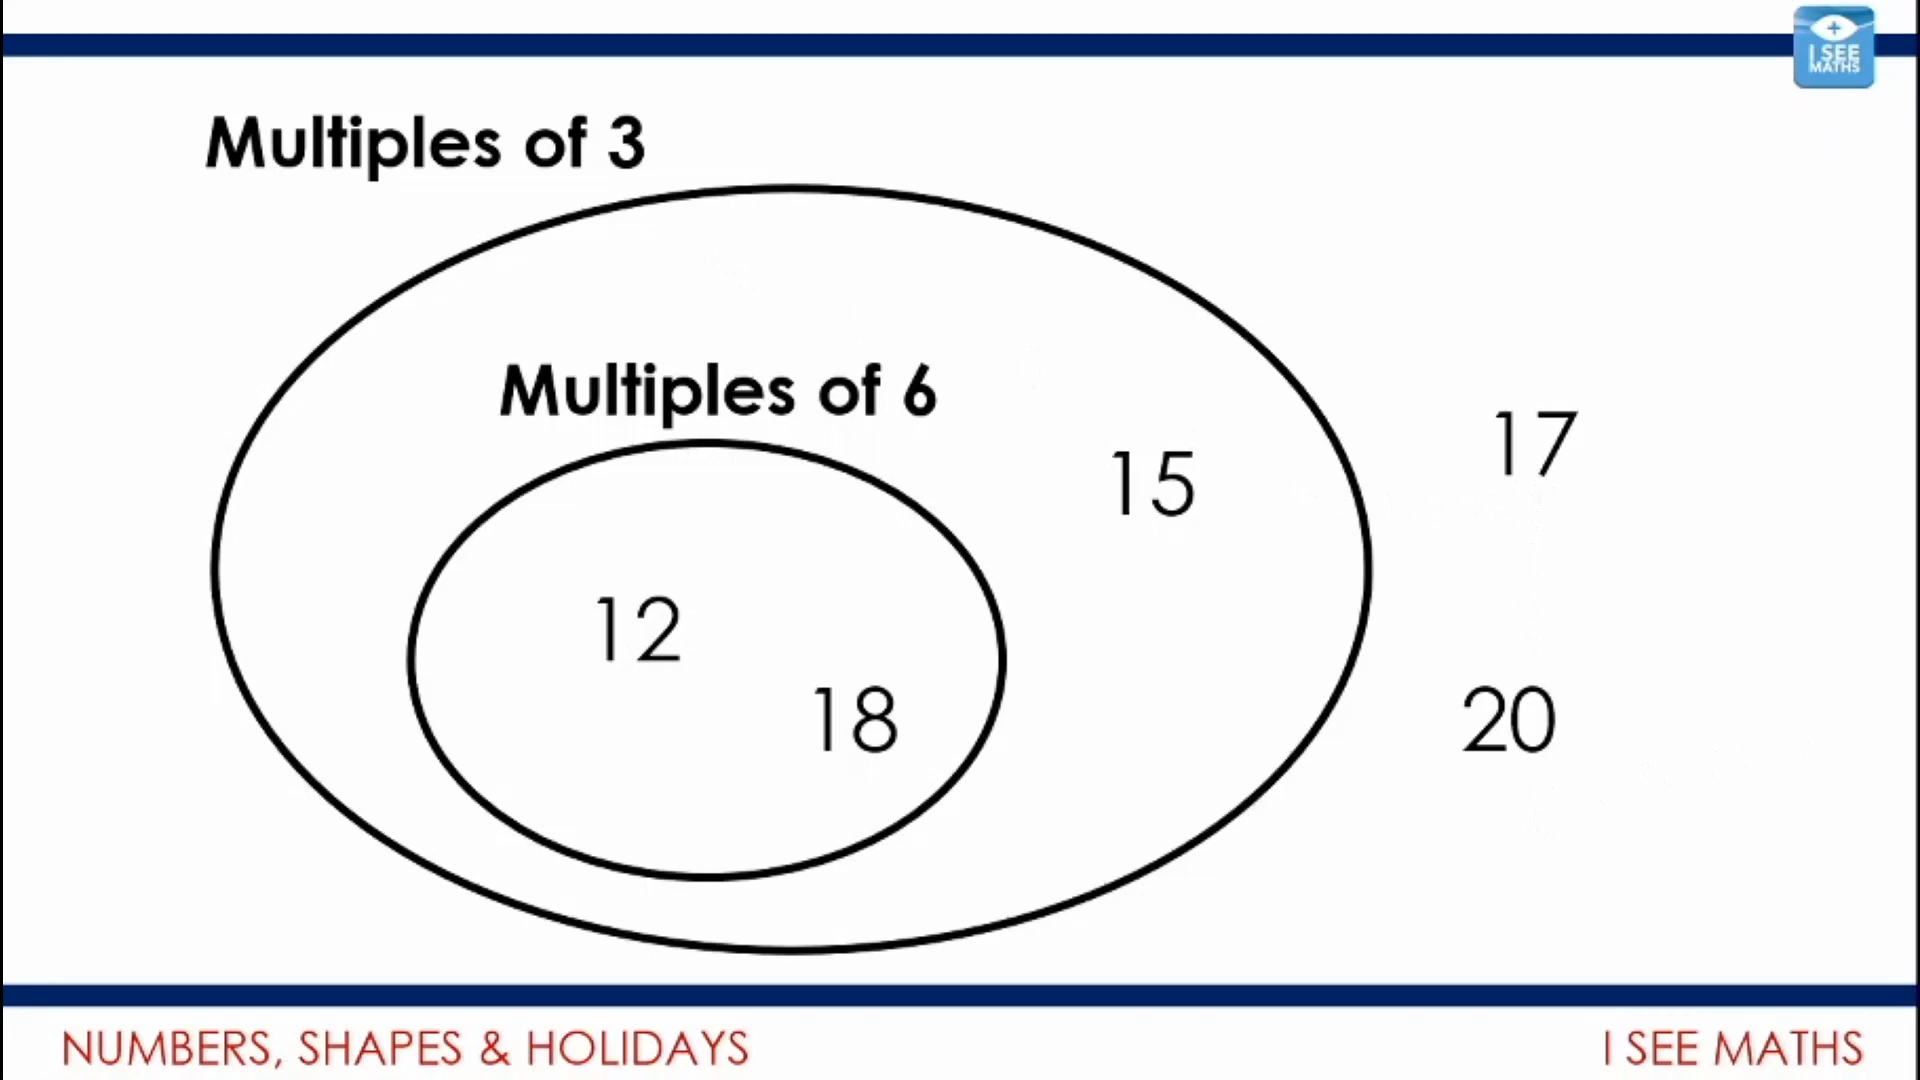 I SEE
MATHS
Multiples of 3
Multiples of 6
17
15
12
18
20
NUMBERS, SHAPES & HOLIDAYS
I SEE MATHS